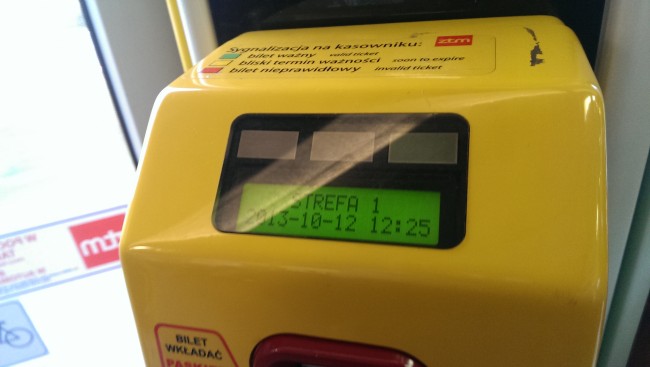 Sygnalizacja na kasowniku: ztm
bilet ważny valid ticket
bliski termin ważności soon to expire
bilet nieprawidłowy invalid ticket
STREFA 1
2013-10-12 12:25
BILET
WKŁADAĆ